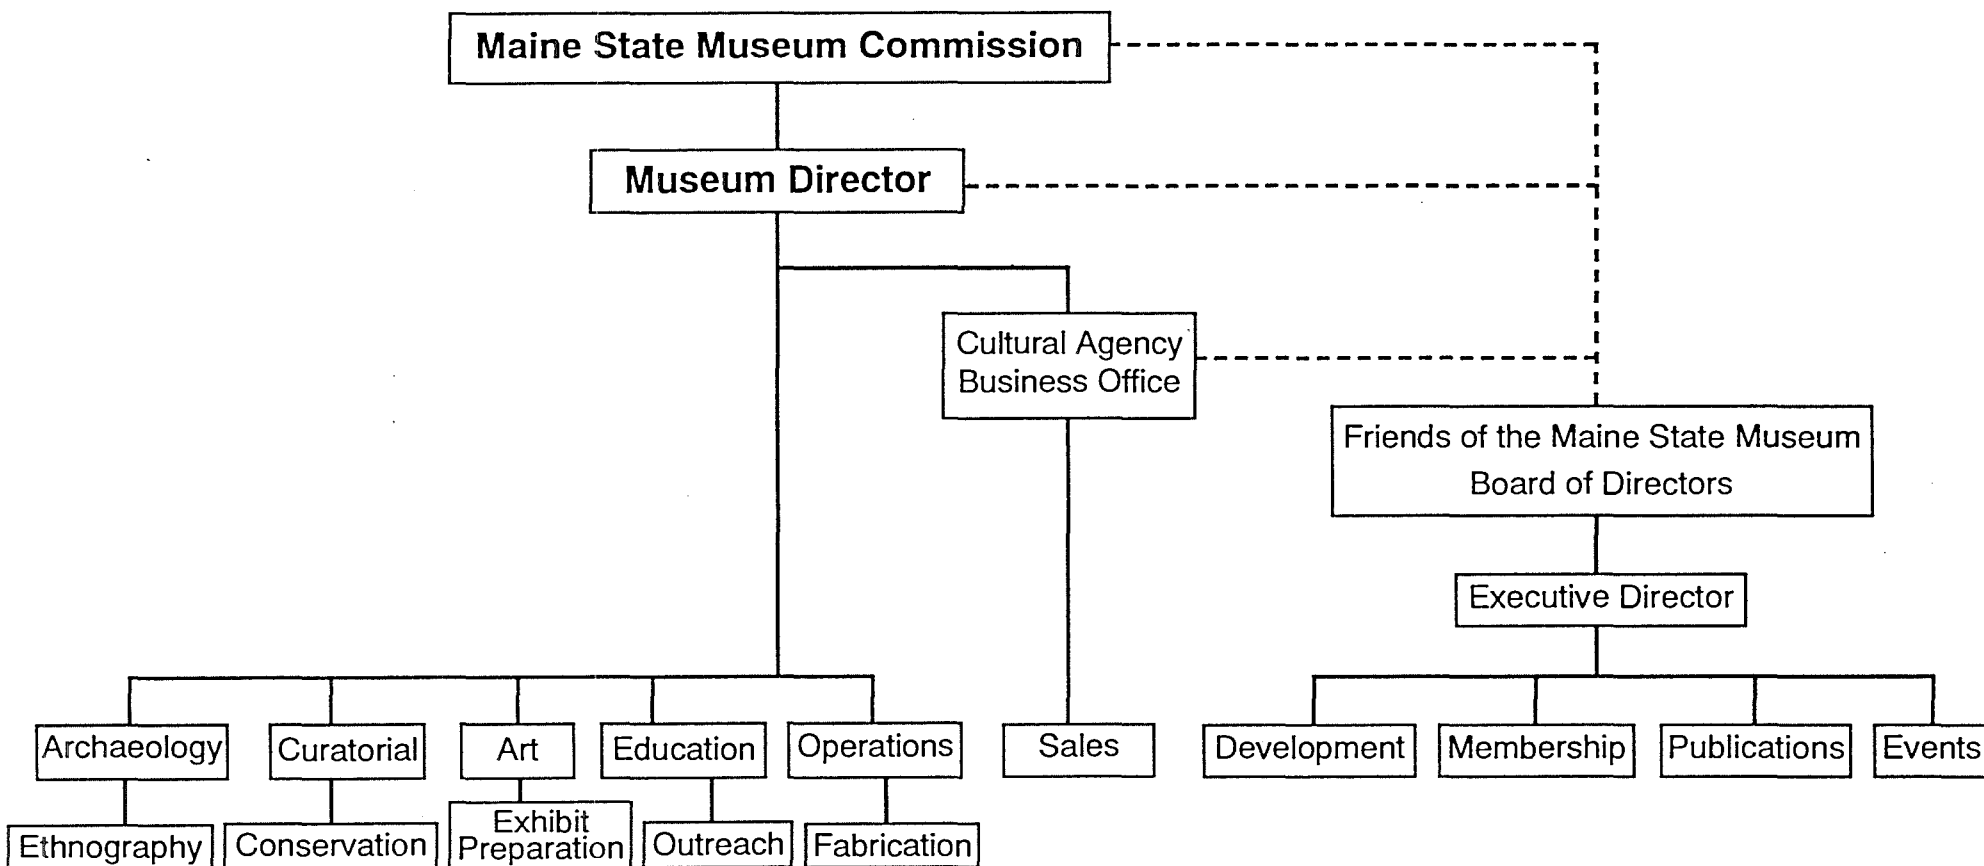 Maine State Museum Commission
Museum Director
Cultural Agency
Business Office
Friends of the Maine State Museum
Board of Directors
Executive Director
Archaeology
Curatorial
Art
Education
Operations
Sales
Development
Membership
Publications
Events
Ethnography
Conservation
Exhibit
Preparation
Outreach
Fabrication